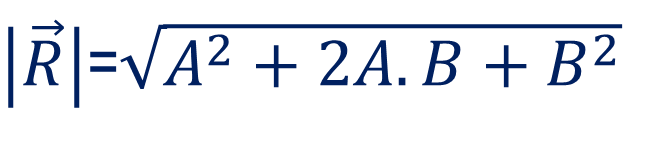 |R⃗|=√A² + 2A. B + B²